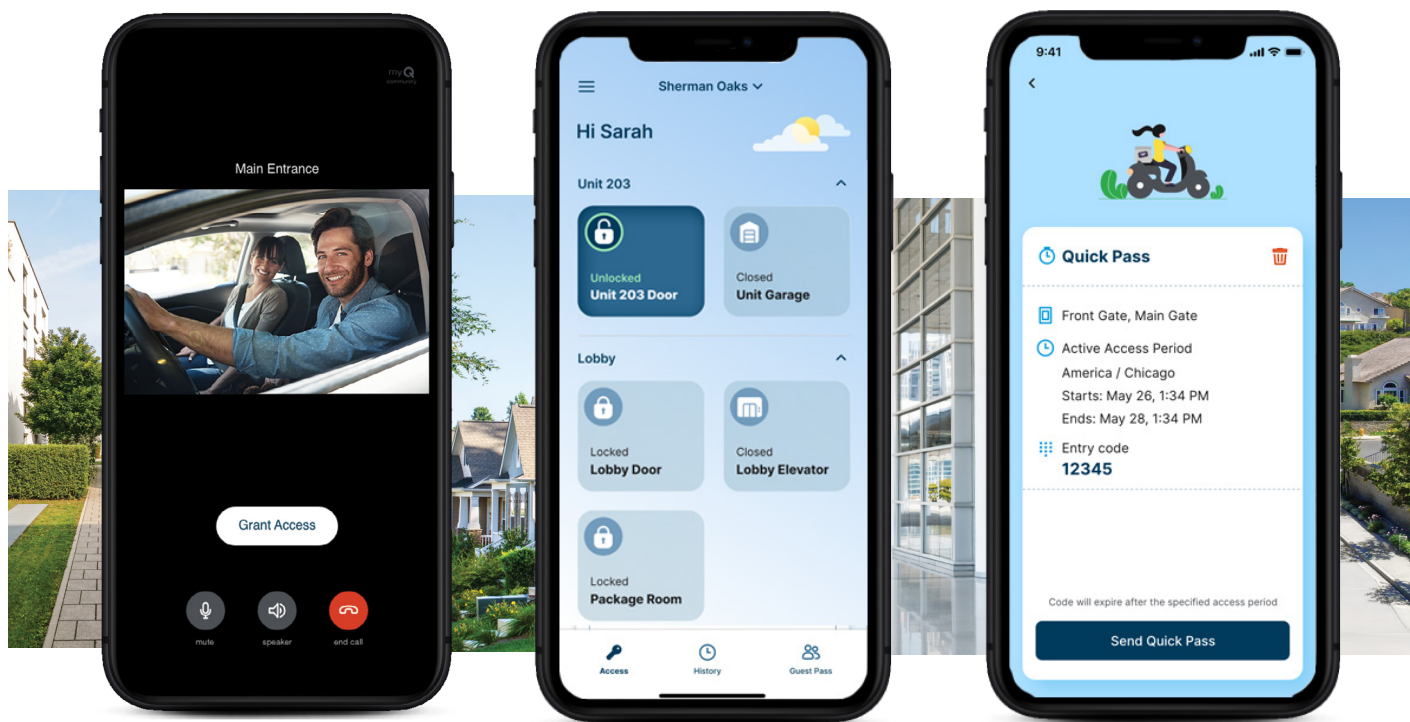 myQ
community
Main Entrance
Grant Access
mute
speaker
end call
Sherman Oaks
Hi Sarah
Unit 203
Unlocked
Unit 203 Door
Closed
Unit Garage
Lobby
Locked
Lobby Door
Closed
Lobby Elevator
Locked
Package Room
Access
History
Guest Pass
9:41
Quick Pass
Front Gate, Main Gate
Active Access Period
America / Chicago
Starts: May 26, 1:34 PM
Ends: May 28, 1:34 PM
Entry code
12345
Code will expire after the specified access period
Send Quick Pass